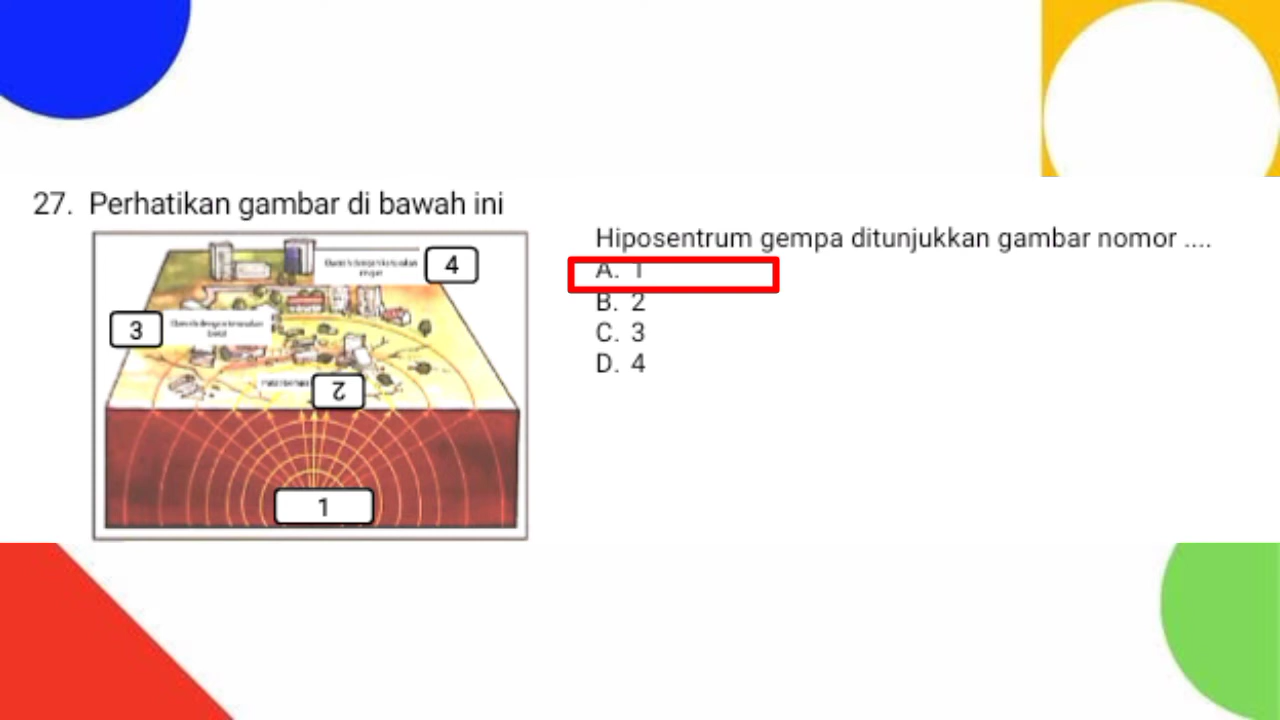 27. Perhatikan gambar di bawah ini
Hiposentrum gempa ditunjukkan gambar nomor ....
A. 1
B. 2
C. 3
D. 4
4
3
2
1